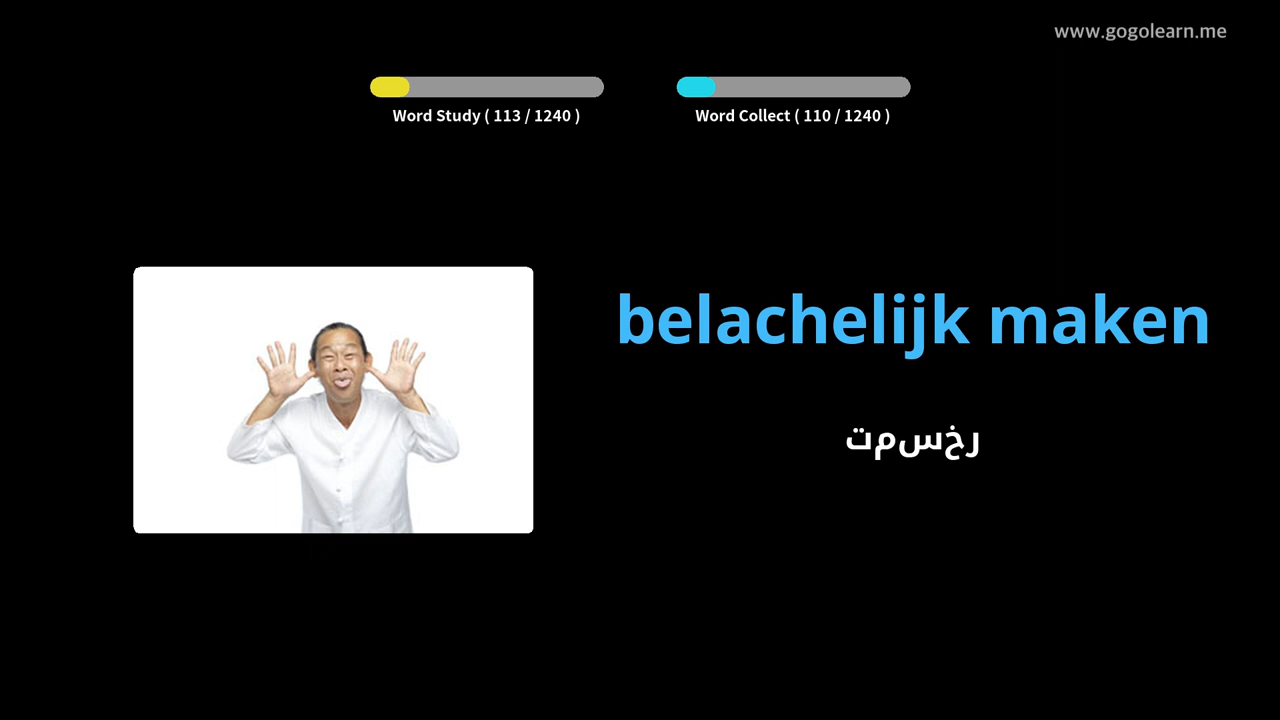 www.gogolearn.me
Word Study ( 113 / 1240 )
Word Collect ( 110 / 1240 )
belachelijk maken
تمسخر